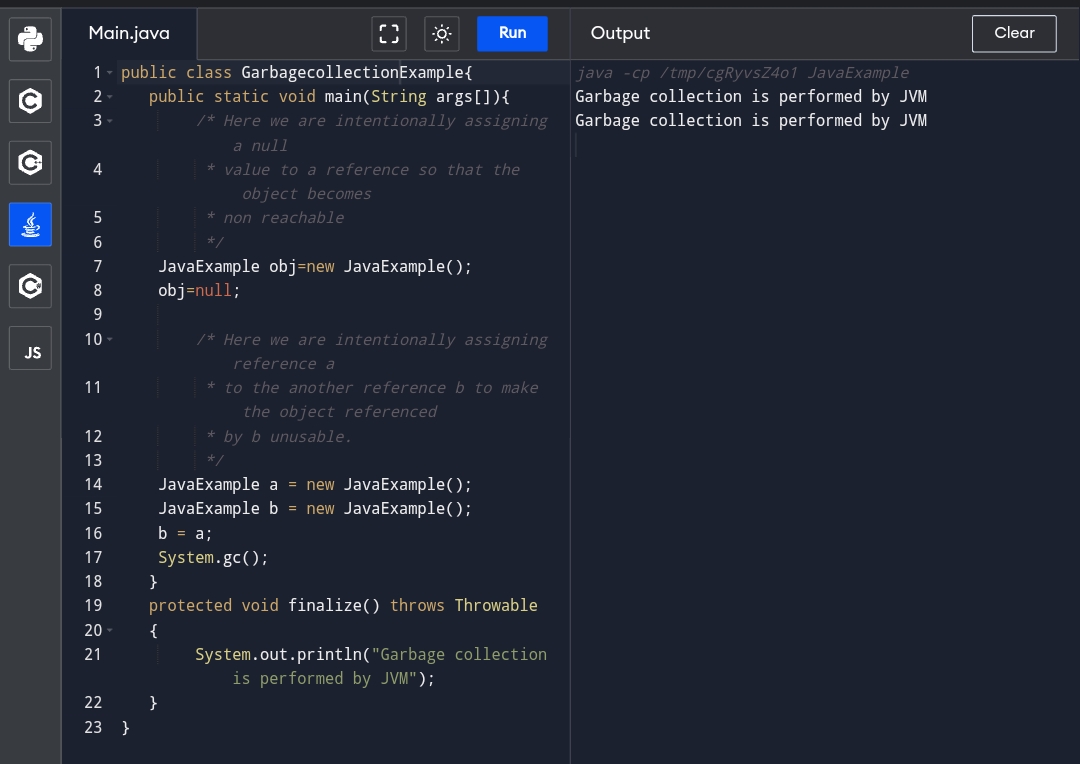 Main.java
Run
Output
Clear
1 public class GarbagecollectionExample{
2 public static void main(String args[]){
3 /* Here we are intentionally assigning
a null
4 * value to a reference so that the
object becomes
5 * non reachable
6 */
7 JavaExample obj=new JavaExample();
8 obj=null;
9
10 /* Here we are intentionally assigning
reference a
11 * to the another reference b to make
the object referenced
12 * by b unusable.
13 */
14 JavaExample a = new JavaExample();
15 JavaExample b = new JavaExample();
16 b = a;
17 System.gc();
18 }
19 protected void finalize() throws Throwable
20 {
21 System.out.println("Garbage collection
is performed by JVM");
22 }
23 }
java -cp /tmp/cgRyvsZ4o1 JavaExample
Garbage collection is performed by JVM
Garbage collection is performed by JVM
C
C+
C#
JS